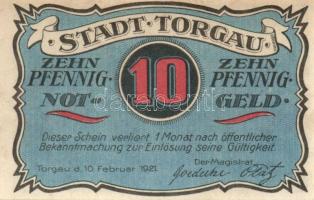 · STADT · TORGAU ·
ZEHN 10 ZEHN
PFENNIG · PFENNIG ·
NOT= GELD ·
Dieser Schein verliert 1 Monat nach öffentlicher
Bekanntmachung zur Einlösung seine Gültigkeit.
Torgau d. 10. Februar 1921. Der Magistrat